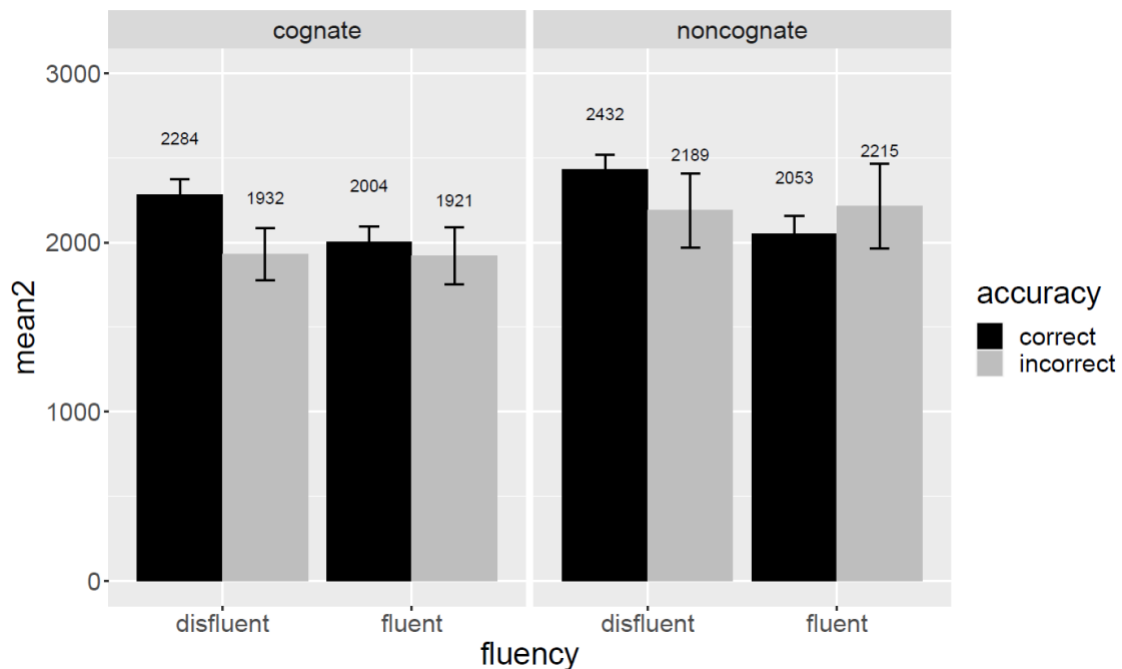 cognate
noncognate
3000
2000
1000
0
mean2
2284
1932
2004
1921
2432
2189
2053
2215
disfluent
fluent
disfluent
fluent
fluency
accuracy
correct
incorrect